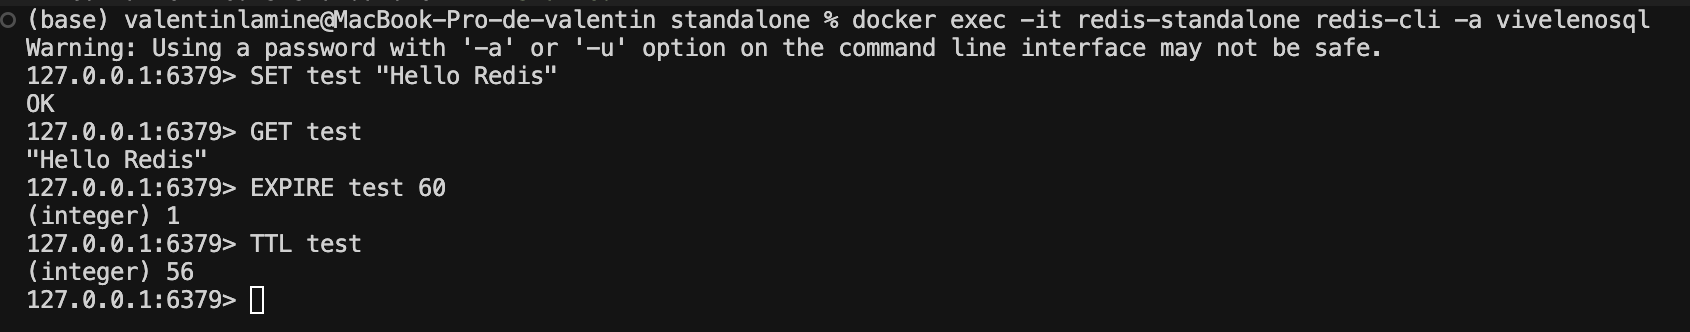 (base) valentinlamine@MacBook-Pro-de-valentin standalone % docker exec -it redis-standalone redis-cli -a vivelenosql
Warning: Using a password with '-a' or '-u' option on the command line interface may not be safe.
127.0.0.1:6379> SET test "Hello Redis"
OK
127.0.0.1:6379> GET test
"Hello Redis"
127.0.0.1:6379> EXPIRE test 60
(integer) 1
127.0.0.1:6379> TTL test
(integer) 56
127.0.0.1:6379>